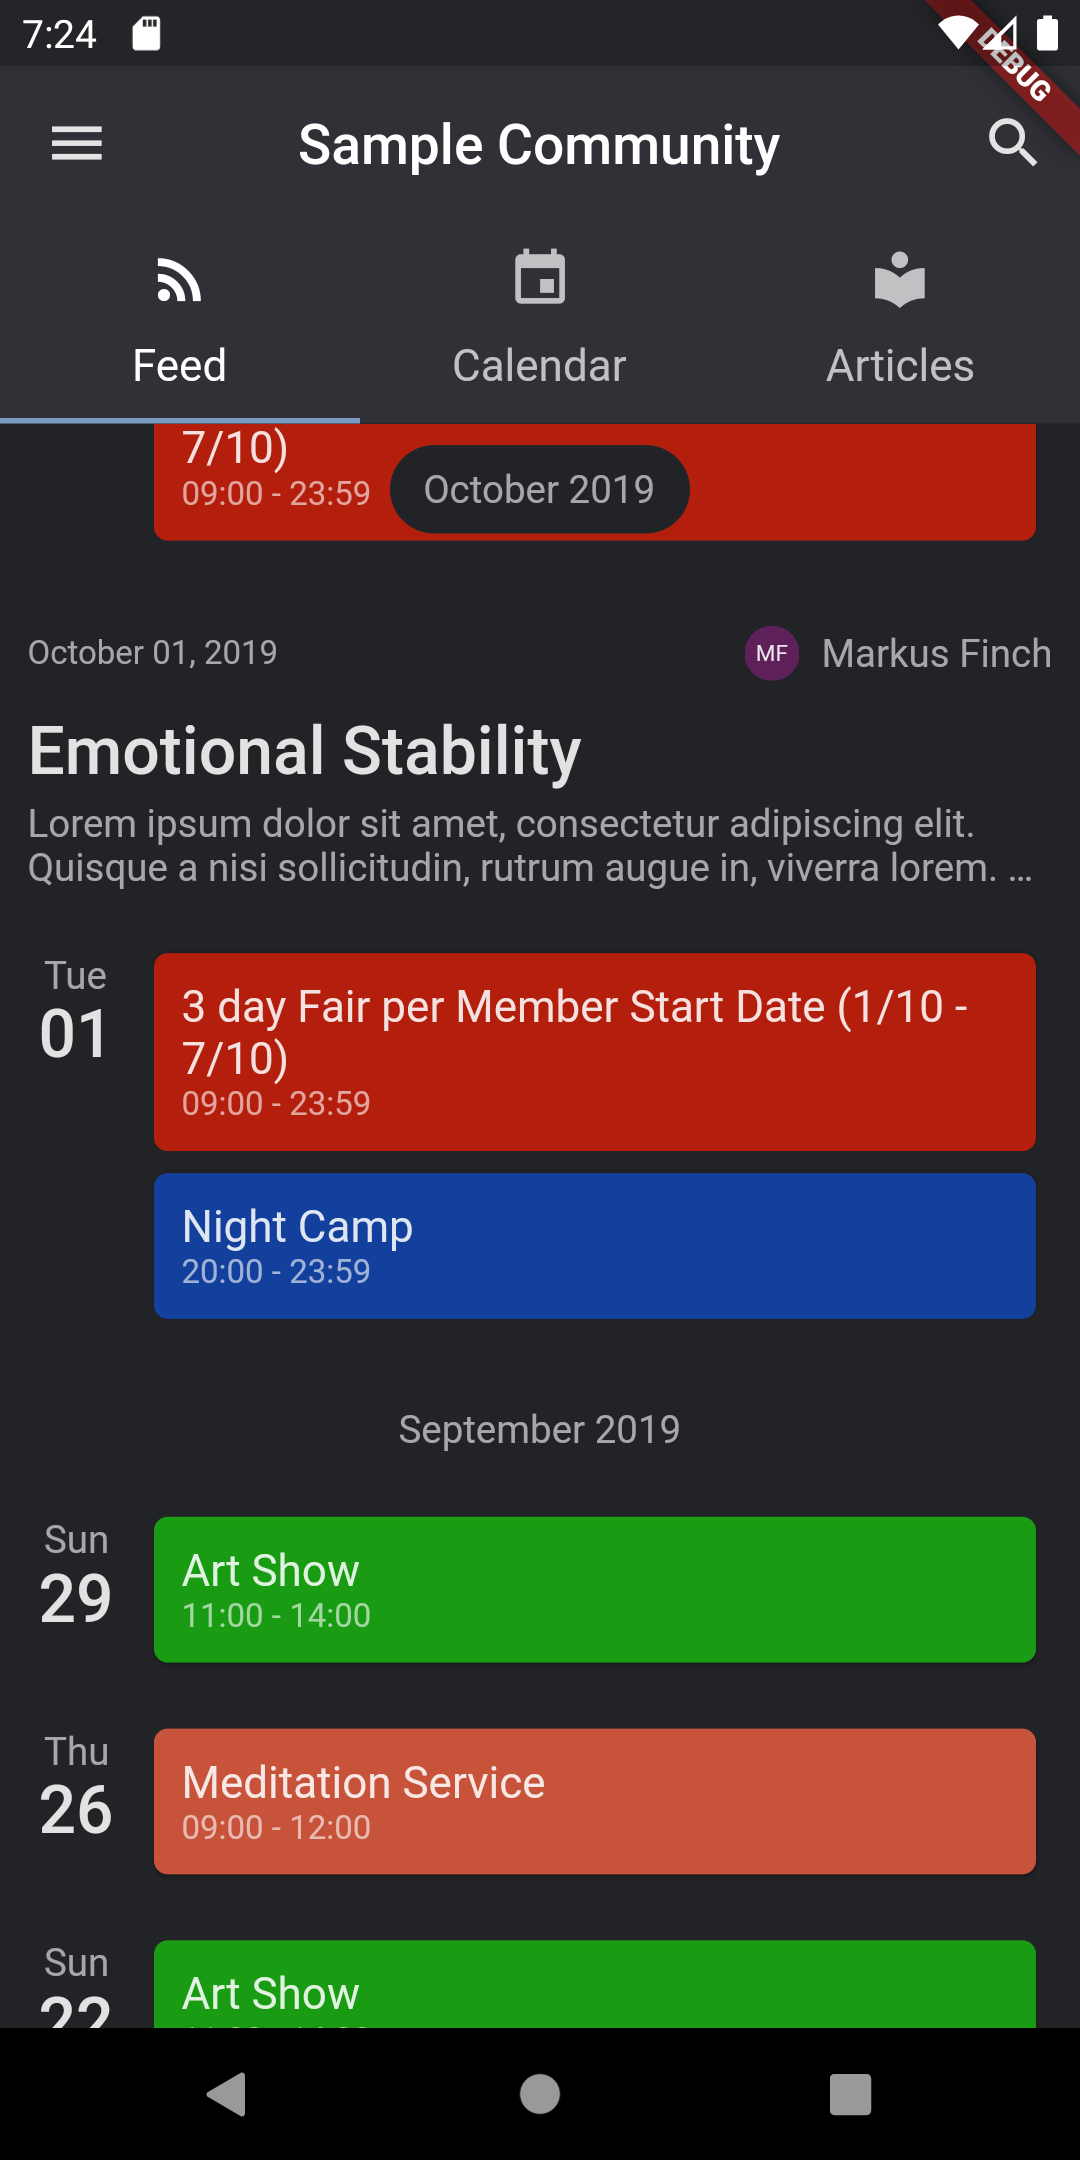 7:24
DEBUG
Sample Community
Feed
Calendar
Articles
7/10)
09:00 - 23:59
October 2019
October 01, 2019
MF
Markus Finch
Emotional Stability
Lorem ipsum dolor sit amet, consectetur adipiscing elit.
Quisque a nisi sollicitudin, rutrum augue in, viverra lorem. ...
Tue
01
3 day Fair per Member Start Date (1/10 -
7/10)
09:00 - 23:59
Night Camp
20:00 - 23:59
September 2019
Sun
29
Art Show
11:00 - 14:00
Thu
26
Meditation Service
09:00 - 12:00
Sun
22
Art Show